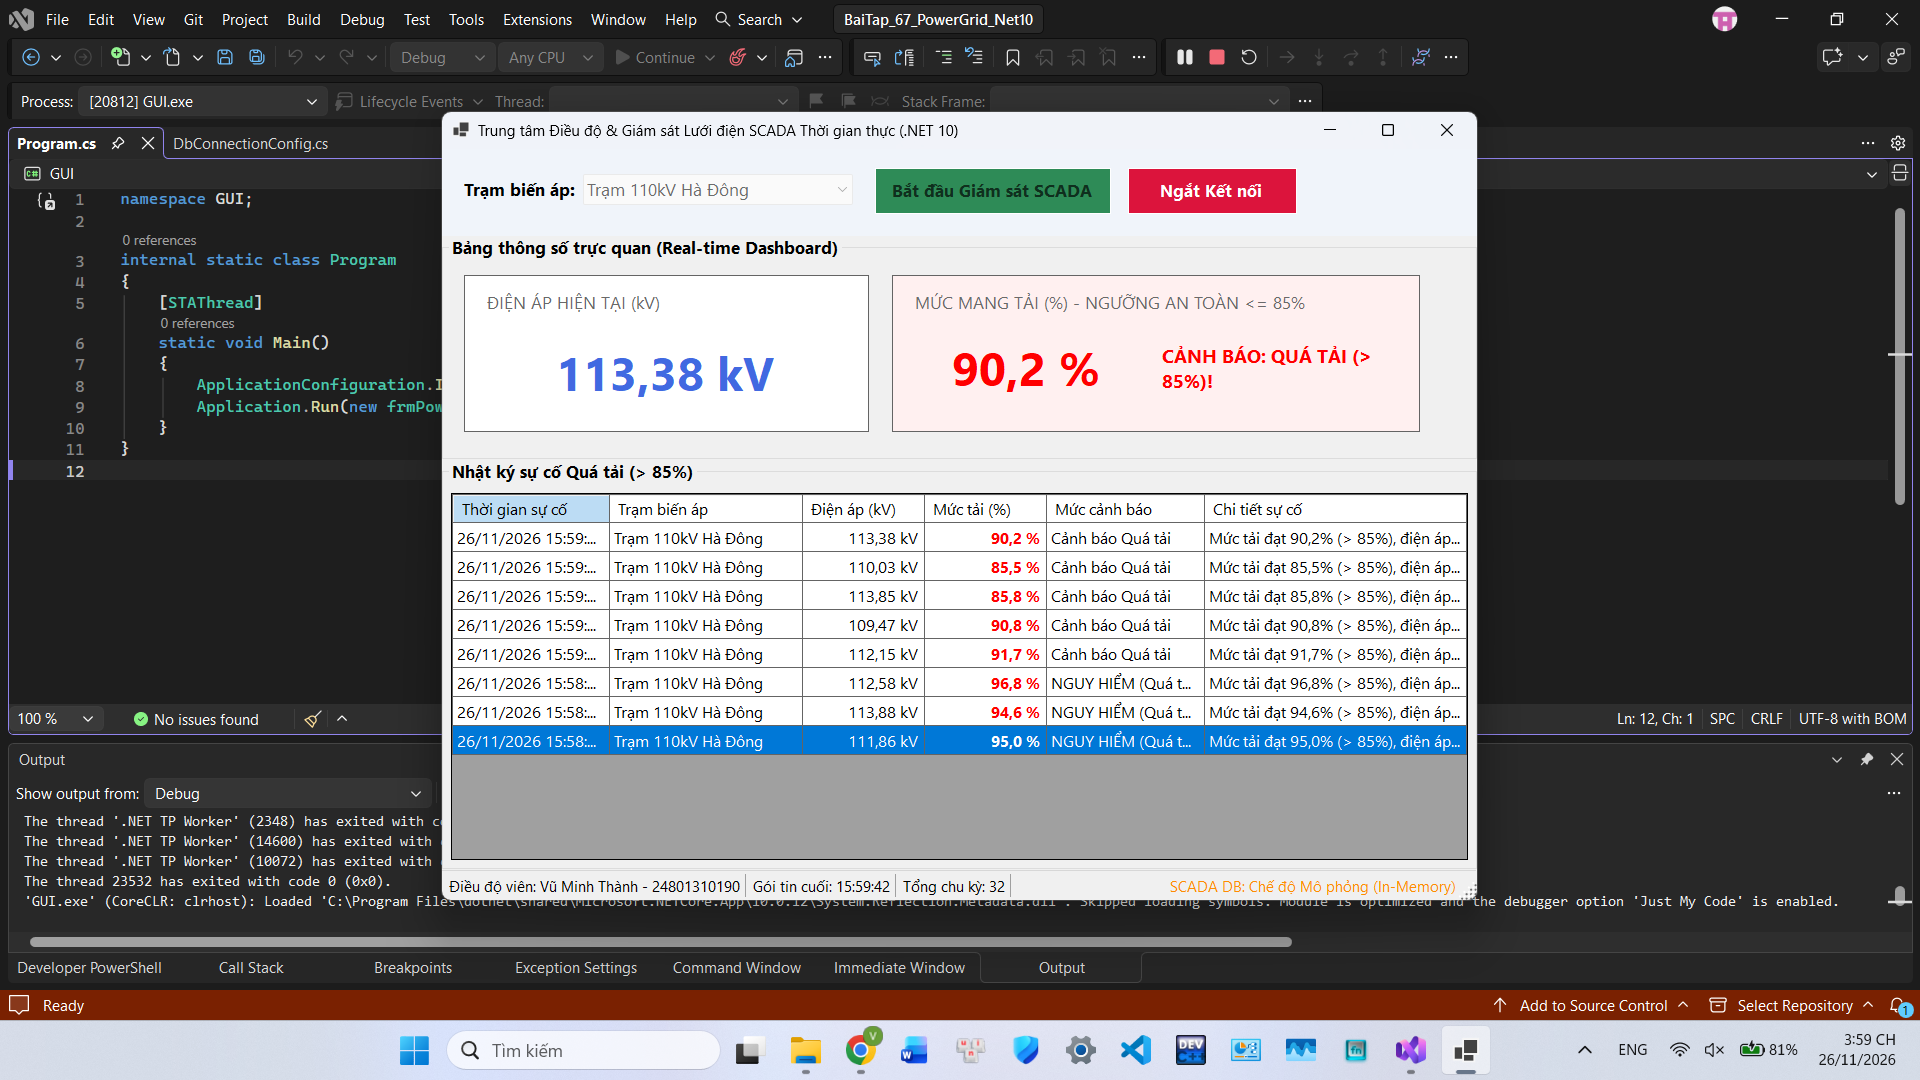 File Edit View Git Project Build Debug Test Tools Extensions Window Help Search BaiTap_67_PowerGrid_Net10
Debug Any CPU Continue
Process: [20812] GUI.exe Lifecycle Events Thread: Stack Frame:
Program.cs DbConnectionConfig.cs
GUI
1 namespace GUI;
2
0 references
3 internal static class Program
4 {
5 [STAThread]
0 references
6 static void Main()
7 {
8 ApplicationConfiguration.I
9 Application.Run(new frmPow
10 }
11 }
12
100 % No issues found Ln: 12, Ch: 1 SPC CRLF UTF-8 with BOM
Trung tâm Điều độ & Giám sát Lưới điện SCADA Thời gian thực (.NET 10)
Trạm biến áp: Trạm 110kV Hà Đông Bắt đầu Giám sát SCADA Ngắt Kết nối
Bảng thông số trực quan (Real-time Dashboard)
ĐIỆN ÁP HIỆN TẠI (kV)
113,38 kV
MỨC MANG TẢI (%) - NGƯỠNG AN TOÀN <= 85%
90,2 %
CẢNH BÁO: QUÁ TẢI (>
85%)!
Nhật ký sự cố Quá tải (> 85%)
Thời gian sự cố Trạm biến áp Điện áp (kV) Mức tải (%) Mức cảnh báo Chi tiết sự cố
26/11/2026 15:59:... Trạm 110kV Hà Đông 113,38 kV 90,2 % Cảnh báo Quá tải Mức tải đạt 90,2% (> 85%), điện áp...
26/11/2026 15:59:... Trạm 110kV Hà Đông 110,03 kV 85,5 % Cảnh báo Quá tải Mức tải đạt 85,5% (> 85%), điện áp...
26/11/2026 15:59:... Trạm 110kV Hà Đông 113,85 kV 85,8 % Cảnh báo Quá tải Mức tải đạt 85,8% (> 85%), điện áp...
26/11/2026 15:59:... Trạm 110kV Hà Đông 109,47 kV 90,8 % Cảnh báo Quá tải Mức tải đạt 90,8% (> 85%), điện áp...
26/11/2026 15:59:... Trạm 110kV Hà Đông 112,15 kV 91,7 % Cảnh báo Quá tải Mức tải đạt 91,7% (> 85%), điện áp...
26/11/2026 15:58:... Trạm 110kV Hà Đông 112,58 kV 96,8 % NGUY HIỂM (Quá t... Mức tải đạt 96,8% (> 85%), điện áp...
26/11/2026 15:58:... Trạm 110kV Hà Đông 113,88 kV 94,6 % NGUY HIỂM (Quá t... Mức tải đạt 94,6% (> 85%), điện áp...
26/11/2026 15:58:... Trạm 110kV Hà Đông 111,86 kV 95,0 % NGUY HIỂM (Quá t... Mức tải đạt 95,0% (> 85%), điện áp...
Điều độ viên: Vũ Minh Thành - 24801310190 Gói tin cuối: 15:59:42 Tổng chu kỳ: 32 SCADA DB: Chế độ Mô phỏng (In-Memory)
Output
Show output from: Debug
The thread '.NET TP Worker' (2348) has exited with c
The thread '.NET TP Worker' (14600) has exited with
The thread '.NET TP Worker' (10072) has exited with
The thread 23532 has exited with code 0 (0x0).
'GUI.exe' (CoreCLR: clrhost): Loaded 'C:\Program Files\dotnet\shared\Microsoft.NETCore.App\10.0.12\System.Reflection.Metadata.dll'. Skipped loading symbols. Module is optimized and the debugger option 'Just My Code' is enabled.
Developer PowerShell Call Stack Breakpoints Exception Settings Command Window Immediate Window Output
Ready Add to Source Control Select Repository 1
Tìm kiếm V DEV C++ fn ENG 81% 3:59 CH
26/11/2026